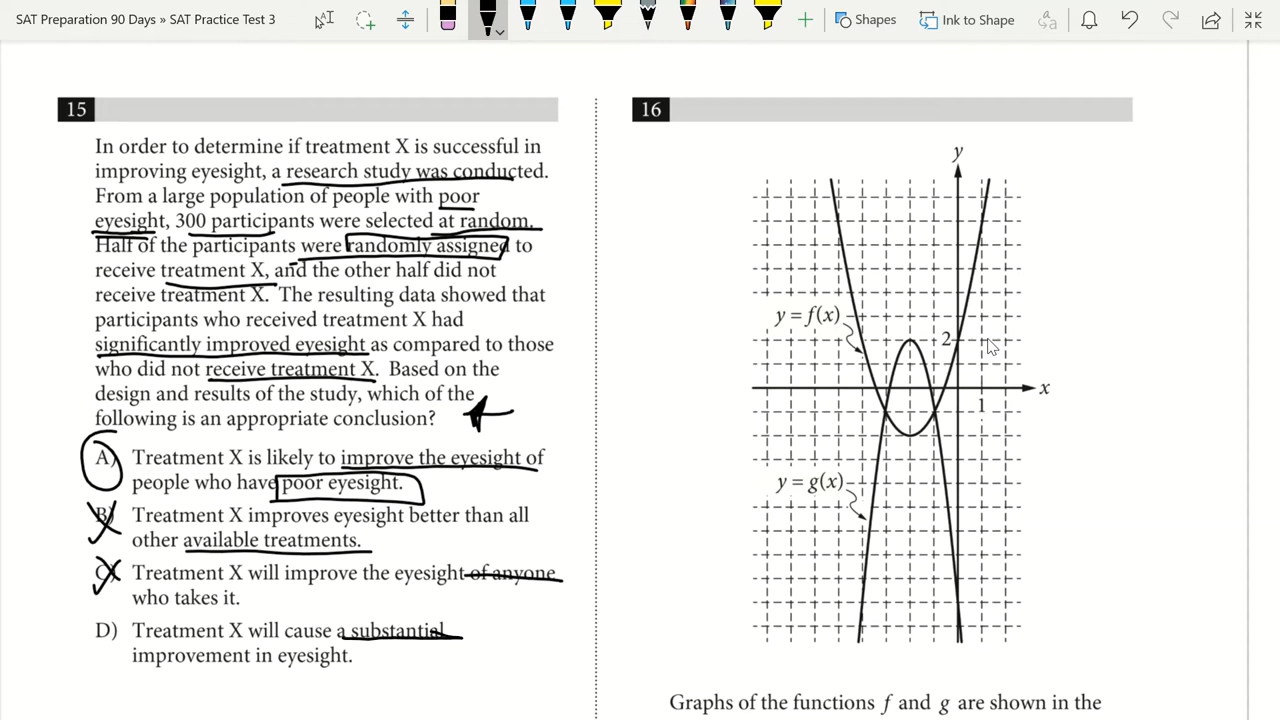 SAT Preparation 90 Days » SAT Practice Test 3
Shapes
Ink to Shape
15
In order to determine if treatment X is successful in
improving eyesight, a research study was conducted.
From a large population of people with poor
eyesight, 300 participants were selected at random.
Half of the participants were randomly assigned to
receive treatment X, and the other half did not
receive treatment X. The resulting data showed that
participants who received treatment X had
significantly improved eyesight as compared to those
who did not receive treatment X. Based on the
design and results of the study, which of the
following is an appropriate conclusion?
A) Treatment X is likely to improve the eyesight of
people who have poor eyesight.
B) Treatment X improves eyesight better than all
other available treatments.
C) Treatment X will improve the eyesight of anyone
who takes it.
D) Treatment X will cause a substantial
improvement in eyesight.
16
y
y = f(x)
2
x
1
y = g(x)
Graphs of the functions f and g are shown in the